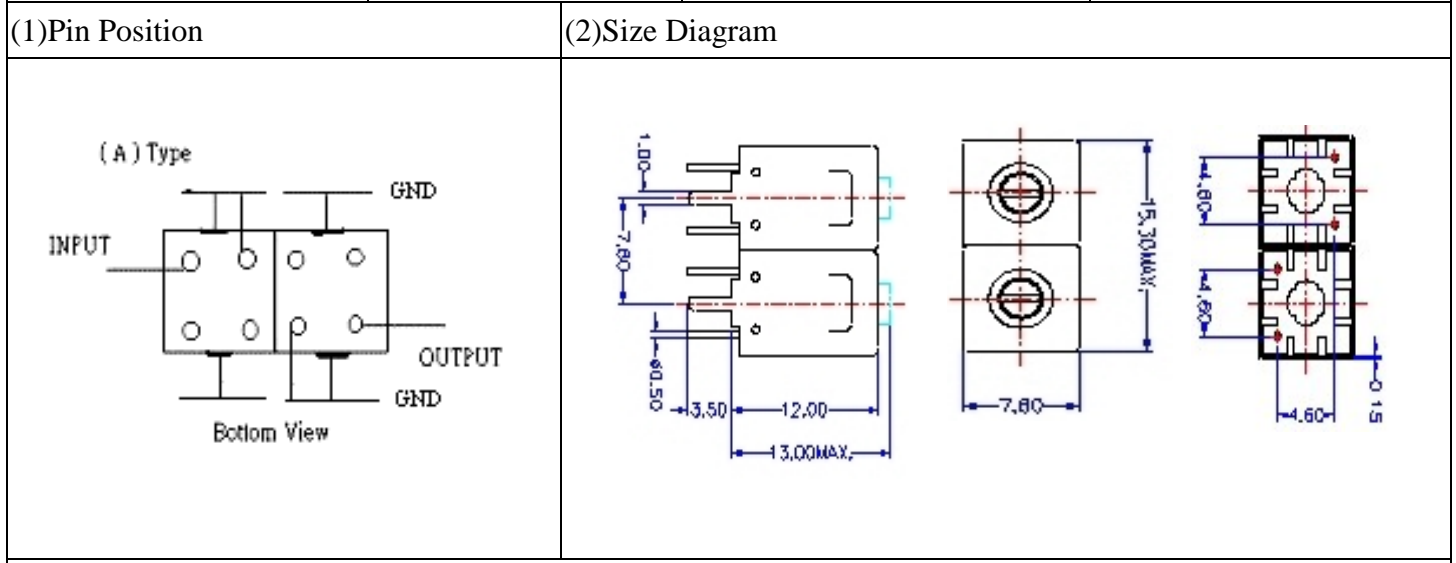 (1)Pin Position
(2)Size Diagram
( A ) Type
GND
INPUT
OUTPUT
GND
Bottom View
1.00
7.60
ϕ0.50
3.50
12.00
13.00MAX.
15.30MAX.
7.60
4.60
4.60
4.60
0.15